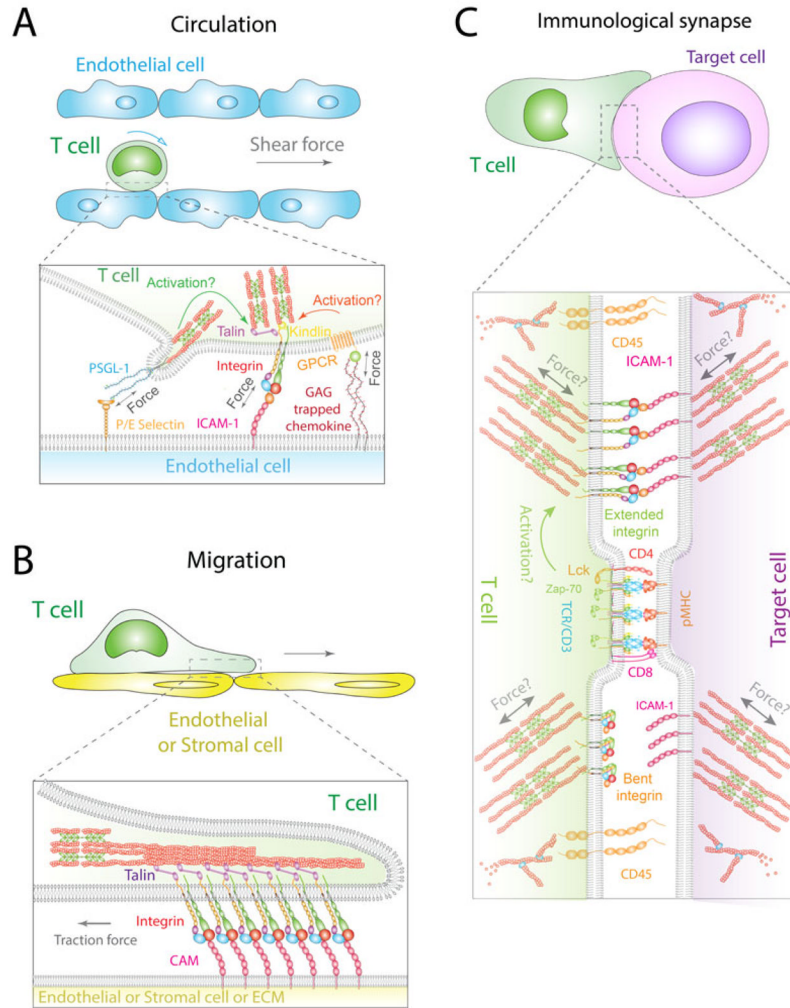 A
Circulation
Endothelial cell
T cell
Shear force
T cell
Activation?
Activation?
Talin
Kindlin
PSGL-1
Integrin
GPCR
Force
Force
Force
P/E Selectin
ICAM-1
GAG
trapped
chemokine
Endothelial cell
B
Migration
T cell
Endothelial
or Stromal cell
T cell
Talin
Integrin
Traction force
CAM
Endothelial or Stromal cell or ECM
C
Immunological synapse
Target cell
T cell
CD45
ICAM-1
Force?
Force?
Extended
integrin
Activation?
CD4
Lck
Zap-70
T cell
TCR/CD3
pMHC
Target cell
CD8
Force?
ICAM-1
Force?
Bent
integrin
CD45